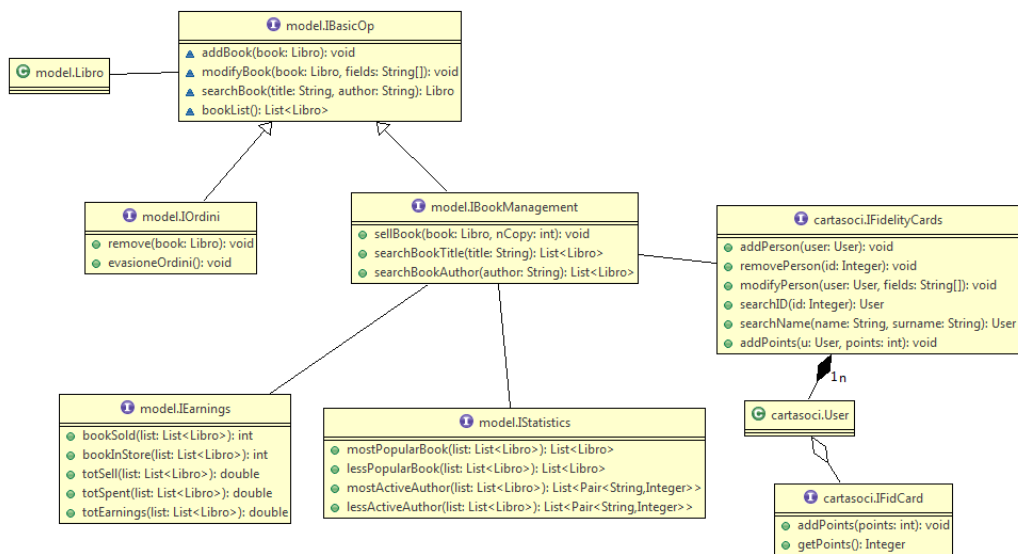 model.IBasicOp
addBook(book: Libro): void
modifyBook(book: Libro, fields: String[]): void
searchBook(title: String, author: String): Libro
bookList(): List<Libro>
model.Libro
model.IOrdini
remove(book: Libro): void
evasioneOrdini(): void
model.IBookManagement
sellBook(book: Libro, nCopy: int): void
searchBookTitle(title: String): List<Libro>
searchBookAuthor(author: String): List<Libro>
cartasoci.IFidelityCards
addPerson(user: User): void
removePerson(id: Integer): void
modifyPerson(user: User, fields: String[]): void
searchID(id: Integer): User
searchName(name: String, surname: String): User
addPoints(u: User, points: int): void
1n
cartasoci.User
model.IEarnings
bookSold(list: List<Libro>): int
bookInStore(list: List<Libro>): int
totSell(list: List<Libro>): double
totSpent(list: List<Libro>): double
totEarnings(list: List<Libro>): double
model.IStatistics
mostPopularBook(list: List<Libro>): List<Libro>
lessPopularBook(list: List<Libro>): List<Libro>
mostActiveAuthor(list: List<Libro>): List<Pair<String,Integer>>
lessActiveAuthor(list: List<Libro>): List<Pair<String,Integer>>
cartasoci.IFidCard
addPoints(points: int): void
getPoints(): Integer